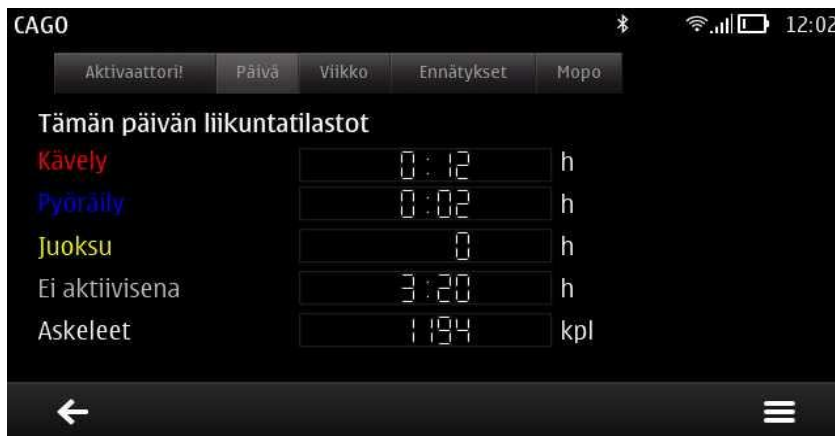 CAGO 12:02
Aktivaattori! Päivä Viikko Ennätykset Mopo
Tämän päivän liikuntatilastot
Kävely 0:12 h
Pyöräily 0:02 h
Juoksu 0 h
Ei aktiivisena 3:20 h
Askeleet 1194 kpl